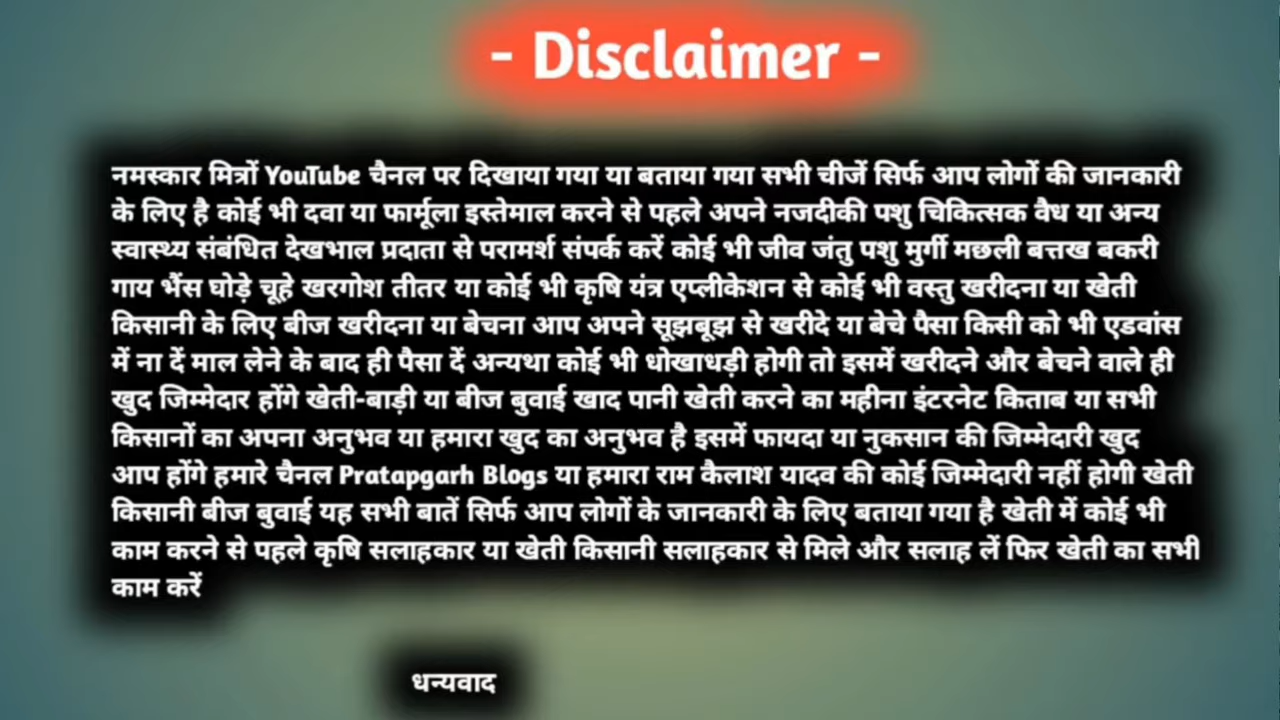 - Disclaimer -
नमस्कार मित्रों YouTube चैनल पर दिखाया गया या बताया गया सभी चीजें सिर्फ आप लोगों की जानकारी
के लिए है कोई भी दवा या फार्मूला इस्तेमाल करने से पहले अपने नजदीकी पशु चिकित्सक वैध या अन्य
स्वास्थ्य संबंधित देखभाल प्रदाता से परामर्श संपर्क करें कोई भी जीव जंतु पशु मुर्गी मछली बत्तख बकरी
गाय भैंस घोड़े चूहे खरगोश तीतर या कोई भी कृषि यंत्र एप्लीकेशन से कोई भी वस्तु खरीदना या खेती
किसानी के लिए बीज खरीदना या बेचना आप अपने सूझबूझ से खरीदे या बेचे पैसा किसी को भी एडवांस
में ना दें माल लेने के बाद ही पैसा दें अन्यथा कोई भी धोखाधड़ी होगी तो इसमें खरीदने और बेचने वाले ही
खुद जिम्मेदार होंगे खेती-बाड़ी या बीज बुवाई खाद पानी खेती करने का महीना इंटरनेट किताब या सभी
किसानों का अपना अनुभव या हमारा खुद का अनुभव है इसमें फायदा या नुकसान की जिम्मेदारी खुद
आप होंगे हमारे चैनल Pratapgarh Blogs या हमारा राम कैलाश यादव की कोई जिम्मेदारी नहीं होगी खेती
किसानी बीज बुवाई यह सभी बातें सिर्फ आप लोगों के जानकारी के लिए बताया गया है खेती में कोई भी
काम करने से पहले कृषि सलाहकार या खेती किसानी सलाहकार से मिले और सलाह लें फिर खेती का सभी
काम करें
धन्यवाद